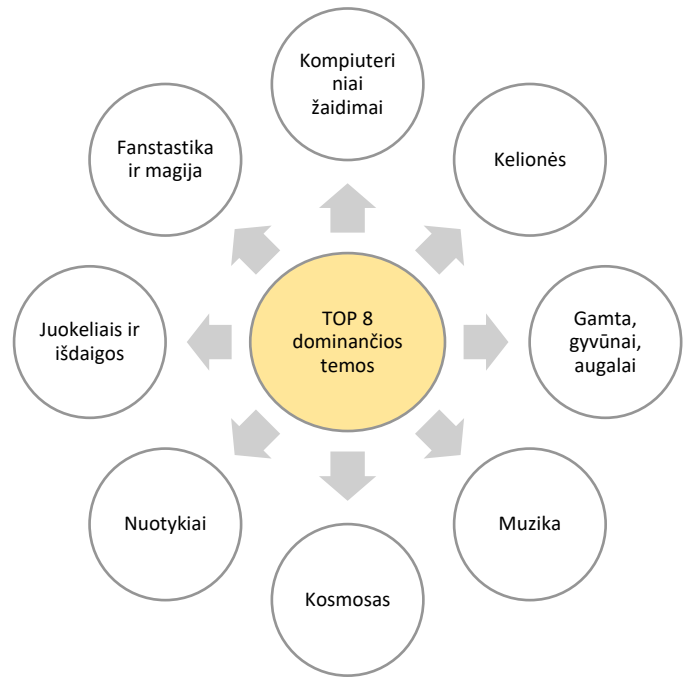 Kompiuteri
niai
žaidimai
Fanstastika
ir magija
Kelionės
Juokeliais ir
išdaigos
TOP 8
dominančios
temos
Gamta,
gyvūnai,
augalai
Nuotykiai
Muzika
Kosmosas